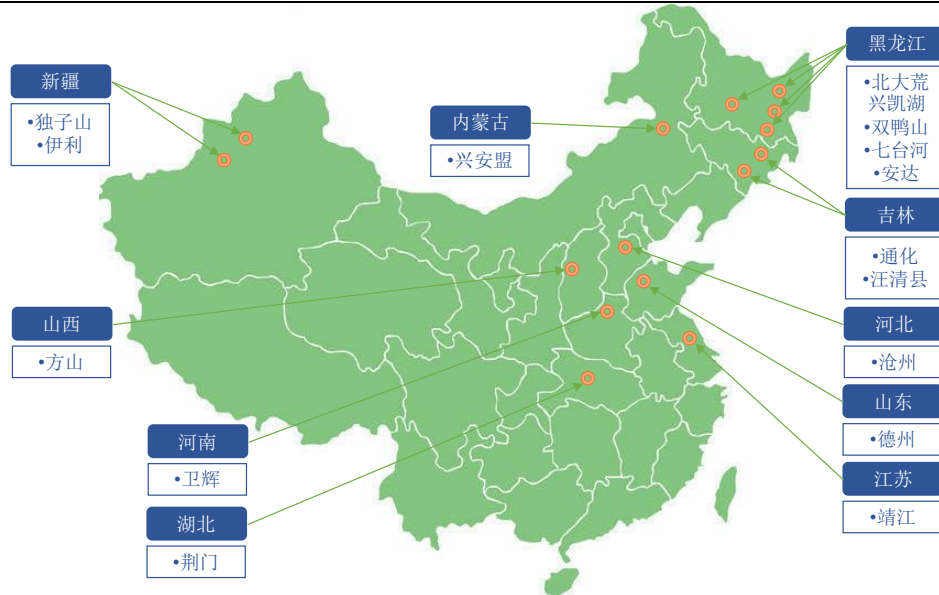 新疆
•独子山
•伊利
内蒙古
•兴安盟
黑龙江
•北大荒
兴凯湖
•双鸭山
•七台河
•安达
吉林
•通化
•汪清县
山西
•方山
河北
•沧州
山东
•德州
河南
•卫辉
江苏
•靖江
湖北
•荆门